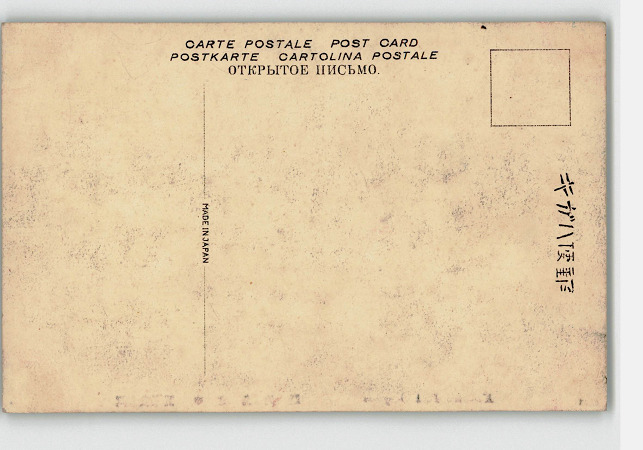 CARTE POSTALE POST CARD
POSTKARTE CARTOLINA POSTALE
ОТКРЫТОЕ ПИСЬМО.
MADE IN JAPAN
キガハ便郵